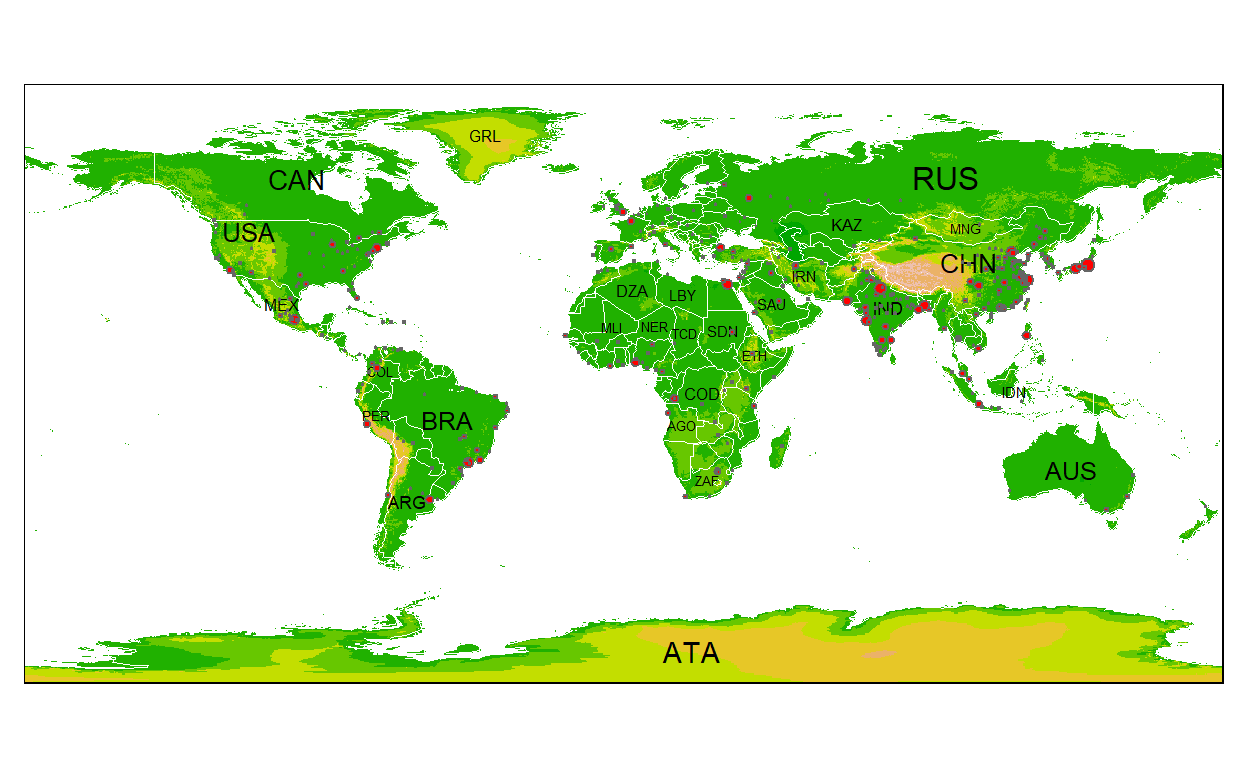 GRL
CAN
RUS
USA
KAZ
MNG
CHN
IRN
DZA
LBY
SAU
MEX
IND
MLI
NER
TCD
SDN
ETH
COL
COD
IDN
PER
BRA
AGO
AUS
ZAF
ARG
ATA